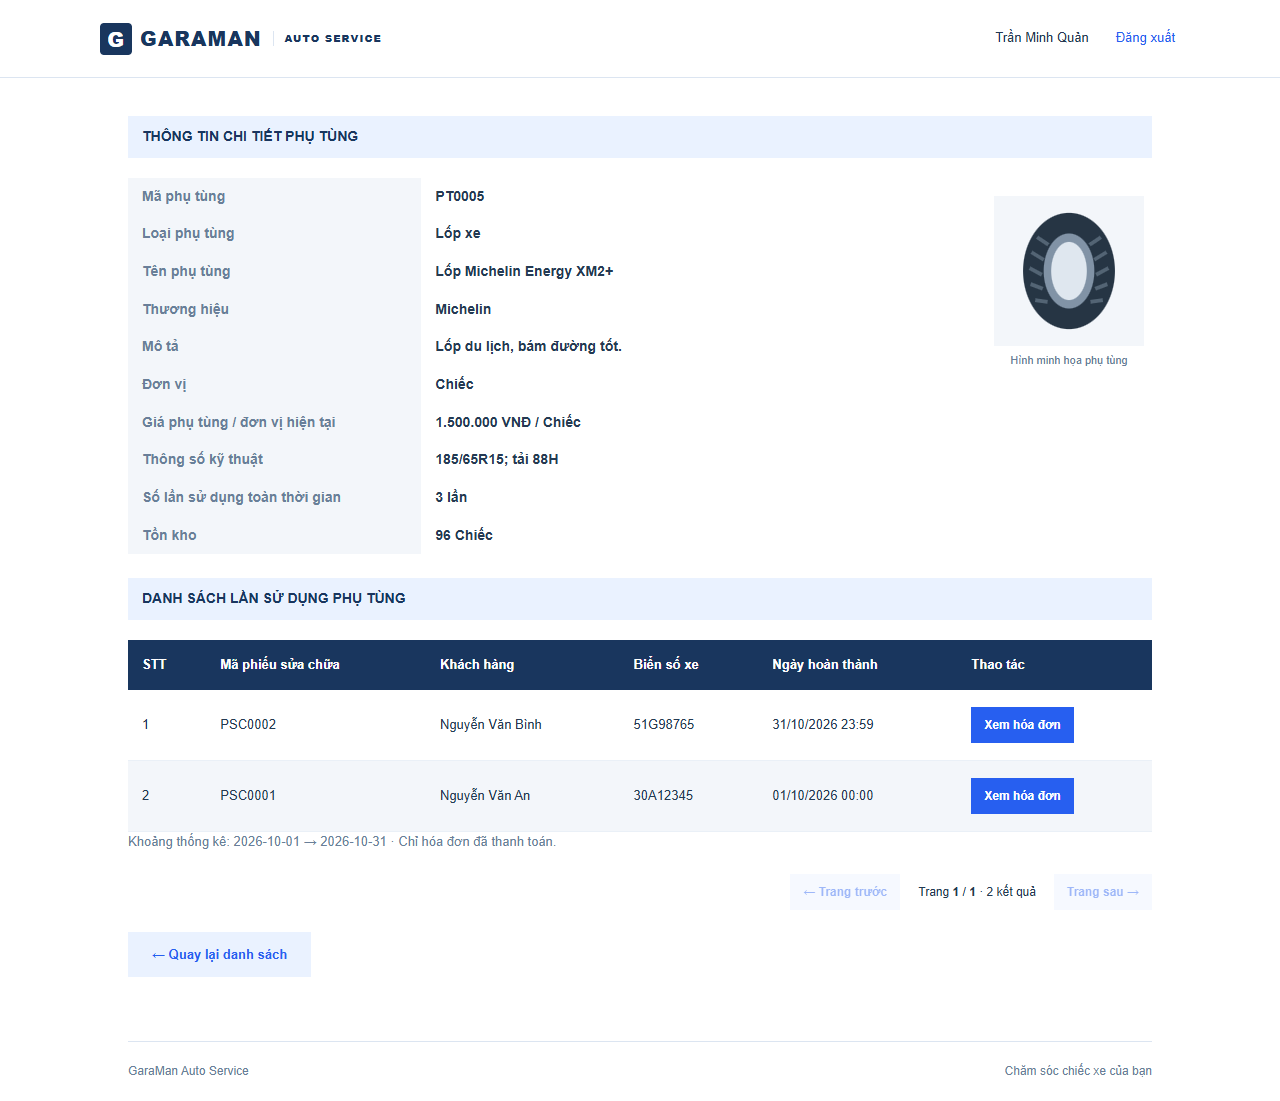 G GARAMAN AUTO SERVICE
Trần Minh Quân Đăng xuất
THÔNG TIN CHI TIẾT PHỤ TÙNG
Mã phụ tùng PT0005
Loại phụ tùng Lốp xe
Tên phụ tùng Lốp Michelin Energy XM2+
Thương hiệu Michelin
Mô tả Lốp du lịch, bám đường tốt.
Đơn vị Chiếc
Giá phụ tùng / đơn vị hiện tại 1.500.000 VNĐ / Chiếc
Thông số kỹ thuật 185/65R15; tải 88H
Số lần sử dụng toàn thời gian 3 lần
Tồn kho 96 Chiếc
Hình minh họa phụ tùng
DANH SÁCH LẦN SỬ DỤNG PHỤ TÙNG
STT Mã phiếu sửa chữa Khách hàng Biển số xe Ngày hoàn thành Thao tác
1 PSC0002 Nguyễn Văn Bình 51G98765 31/10/2026 23:59 Xem hóa đơn
2 PSC0001 Nguyễn Văn An 30A12345 01/10/2026 00:00 Xem hóa đơn
Khoảng thống kê: 2026-10-01 → 2026-10-31 · Chỉ hóa đơn đã thanh toán.
← Trang trước Trang 1 / 1 · 2 kết quả Trang sau →
← Quay lại danh sách
GaraMan Auto Service Chăm sóc chiếc xe của bạn